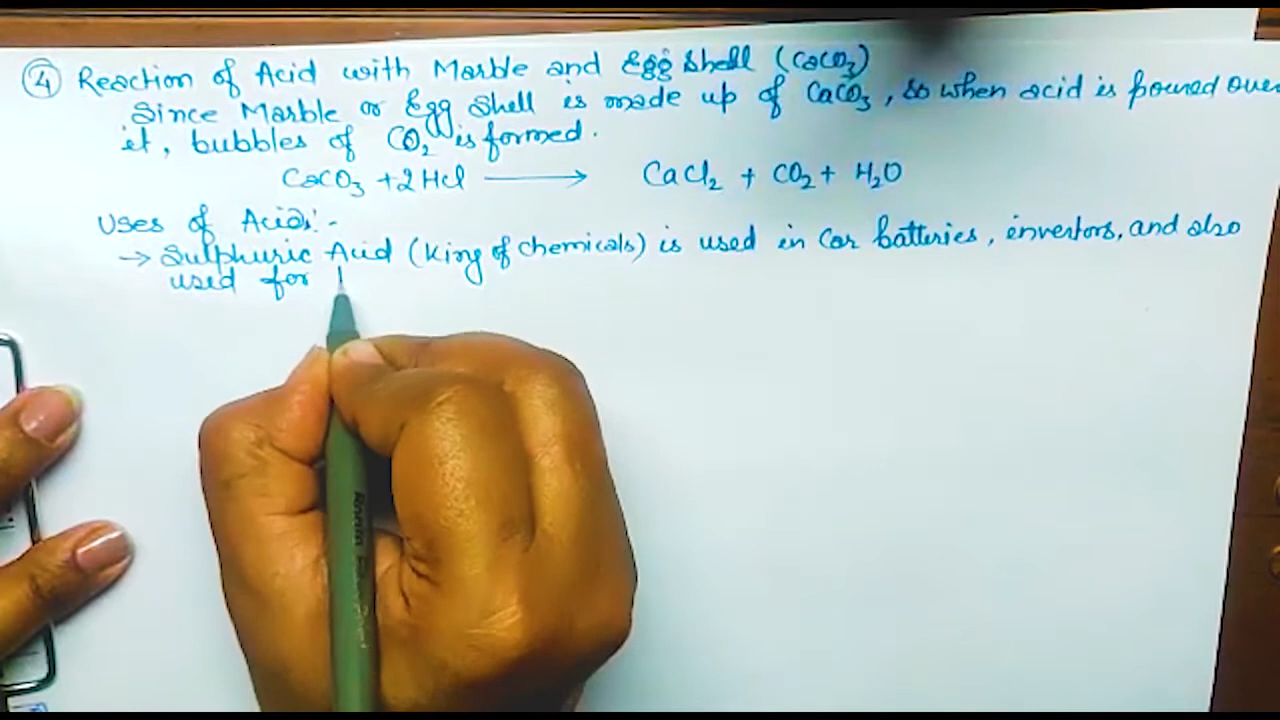 ④ Reaction of Acid with Marble and Egg Shell (CaCO₃)
Since Marble or Egg Shell is made up of CaCO₃, so when acid is poured over
it, bubbles of CO₂ is formed.
CaCO₃ + 2HCl ⟶ CaCl₂ + CO₂ + H₂O
Uses of Acids:-
→ Sulphuric Acid (King of chemicals) is used in Car batteries, invertors, and also
used for